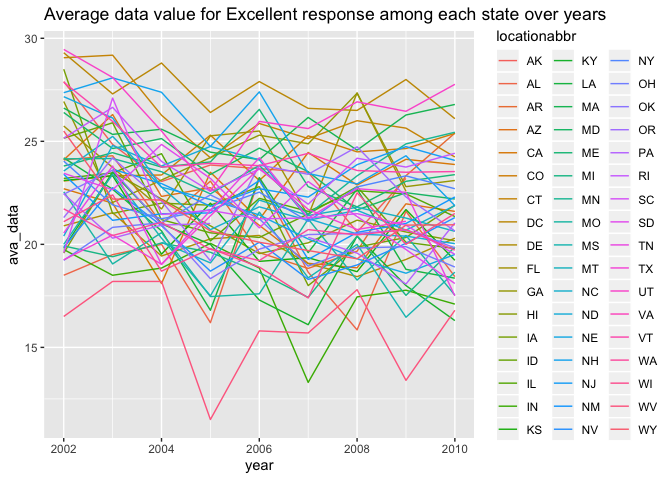 Average data value for Excellent response among each state over years
locationabbr
AK KY NY
AL LA OH
AR MA OK
AZ MD OR
CA ME PA
CO MI RI
CT MN SC
DC MO SD
DE MS TN
FL MT TX
GA NC UT
HI ND VA
IA NE VT
ID NH WA
IL NJ WI
IN NM WV
KS NV WY
ava_data
30
25
20
15
2002 2004 2006 2008 2010
year